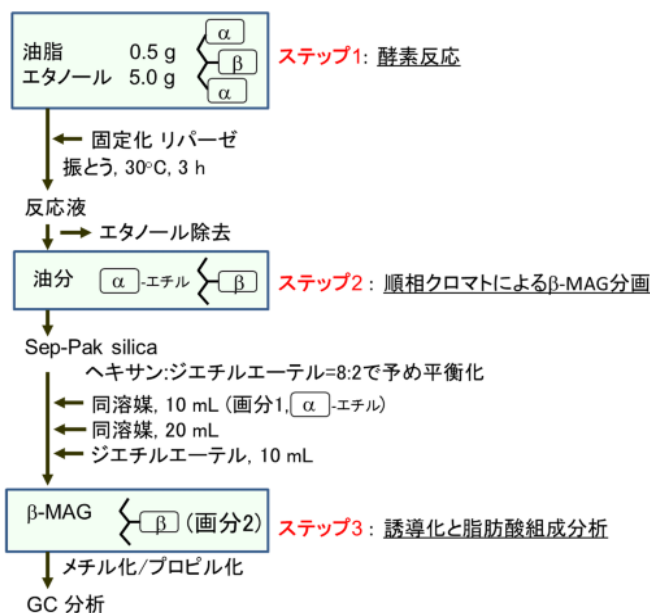 油脂 0.5 g
エタノール 5.0 g
α
β
α
ステップ1: 酵素反応
固定化 リパーゼ
振とう, 30°C, 3 h
反応液
エタノール除去
油分 α -エチル β
ステップ2 : 順相クロマトによるβ-MAG分画
Sep-Pak silica
ヘキサン:ジエチルエーテル=8:2で予め平衡化
同溶媒, 10 mL (画分1, α -エチル)
同溶媒, 20 mL
ジエチルエーテル, 10 mL
β-MAG β (画分2)
ステップ3 : 誘導化と脂肪酸組成分析
メチル化/プロピル化
GC 分析